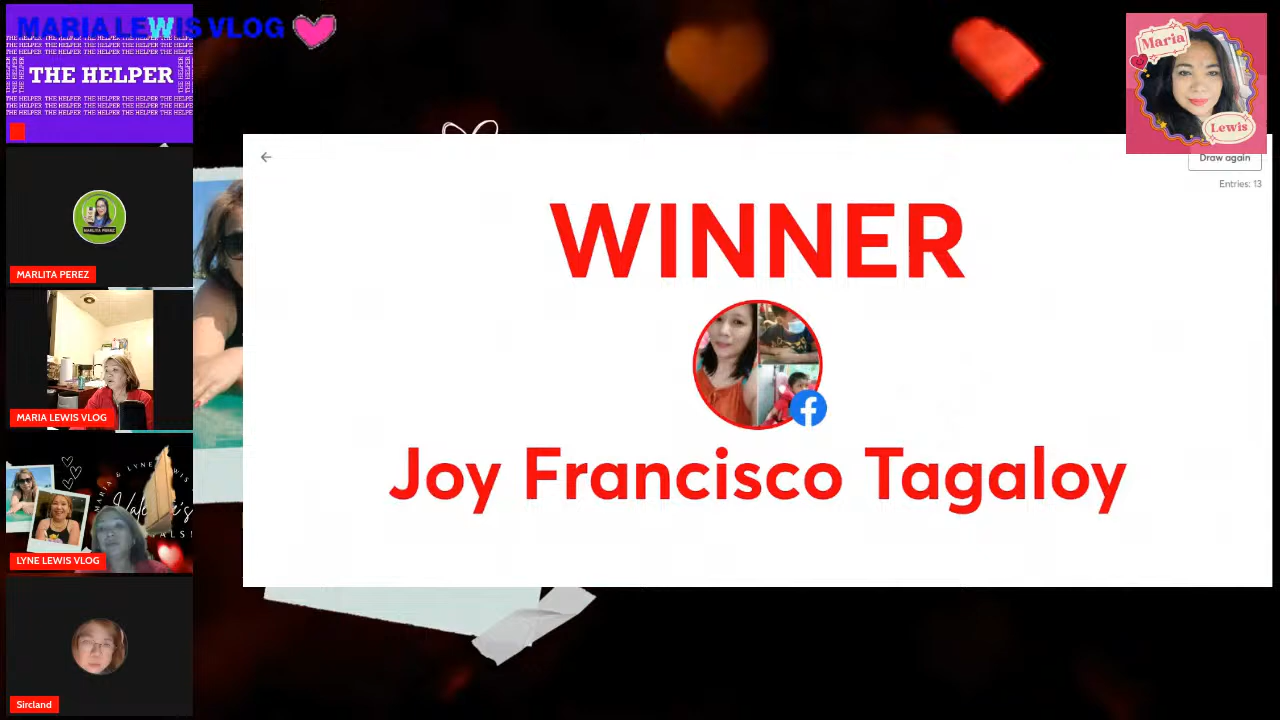 MARIA LEWIS VLOG
THE HELPER
MARLITA PEREZ
MARIA LEWIS VLOG
LYNE LEWIS VLOG
Sircland
Maria
Lewis
Draw again
Entries: 13
WINNER
Joy Francisco Tagaloy